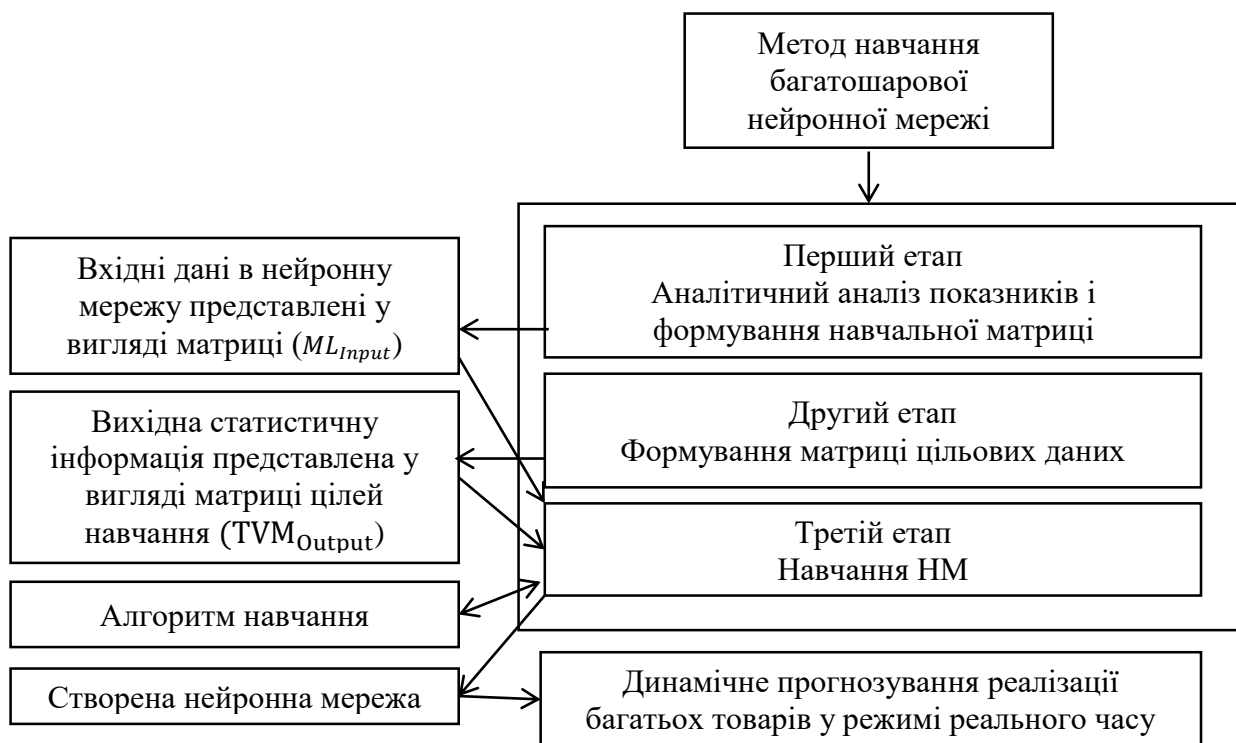 Метод навчання
багатошарової
нейронної мережі
Вхідні дані в нейронну
мережу представлені у
вигляді матриці (ML_Input)
Перший етап
Аналітичний аналіз показників і
формування навчальної матриці
Вихідна статистичну
інформація представлена у
вигляді матриці цілей
навчання (TVM_Output)
Другий етап
Формування матриці цільових даних
Третій етап
Навчання НМ
Алгоритм навчання
Створена нейронна мережа
Динамічне прогнозування реалізації
багатьох товарів у режимі реального часу